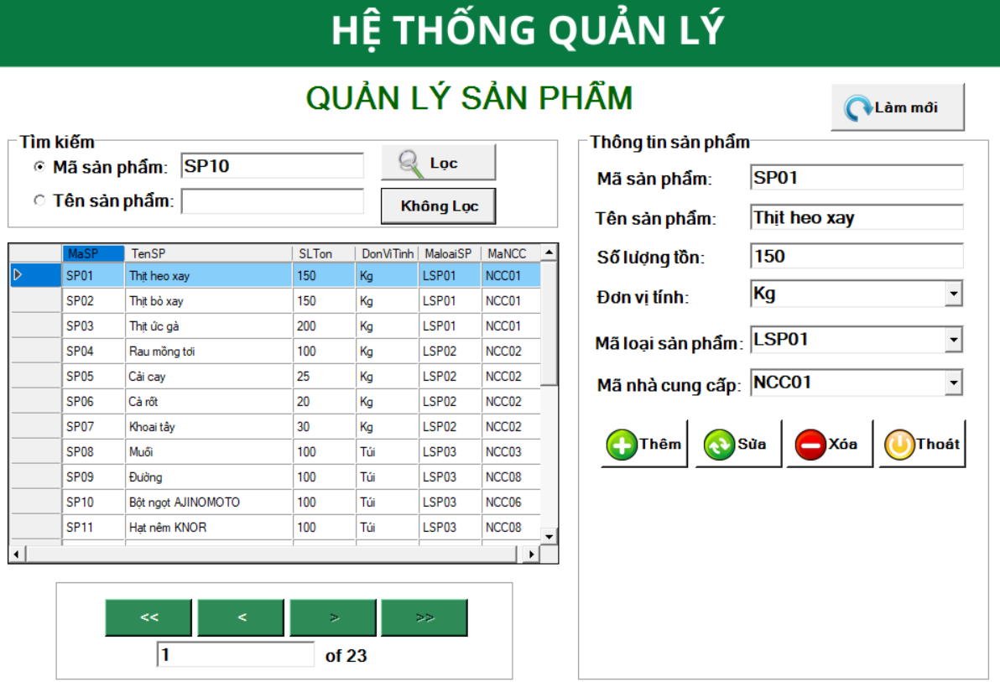 HỆ THỐNG QUẢN LÝ
QUẢN LÝ SẢN PHẨM
Làm mới
Tìm kiếm
Mã sản phẩm: SP10 Lọc
Tên sản phẩm: Không Lọc
MaSP TenSP SLTon DonViTinh MaloaiSP MaNCC
SP01 Thịt heo xay 150 Kg LSP01 NCC01
SP02 Thịt bò xay 150 Kg LSP01 NCC01
SP03 Thịt ức gà 200 Kg LSP01 NCC01
SP04 Rau mồng tơi 100 Kg LSP02 NCC02
SP05 Cải cay 25 Kg LSP02 NCC02
SP06 Cà rốt 20 Kg LSP02 NCC02
SP07 Khoai tây 30 Kg LSP02 NCC02
SP08 Muối 100 Túi LSP03 NCC03
SP09 Đường 100 Túi LSP03 NCC08
SP10 Bột ngọt AJINOMOTO 100 Túi LSP03 NCC06
SP11 Hạt nêm KNOR 100 Túi LSP03 NCC08
<< < > >>
1 of 23
Thông tin sản phẩm
Mã sản phẩm: SP01
Tên sản phẩm: Thịt heo xay
Số lượng tồn: 150
Đơn vị tính: Kg
Mã loại sản phẩm: LSP01
Mã nhà cung cấp: NCC01
Thêm Sửa Xóa Thoát